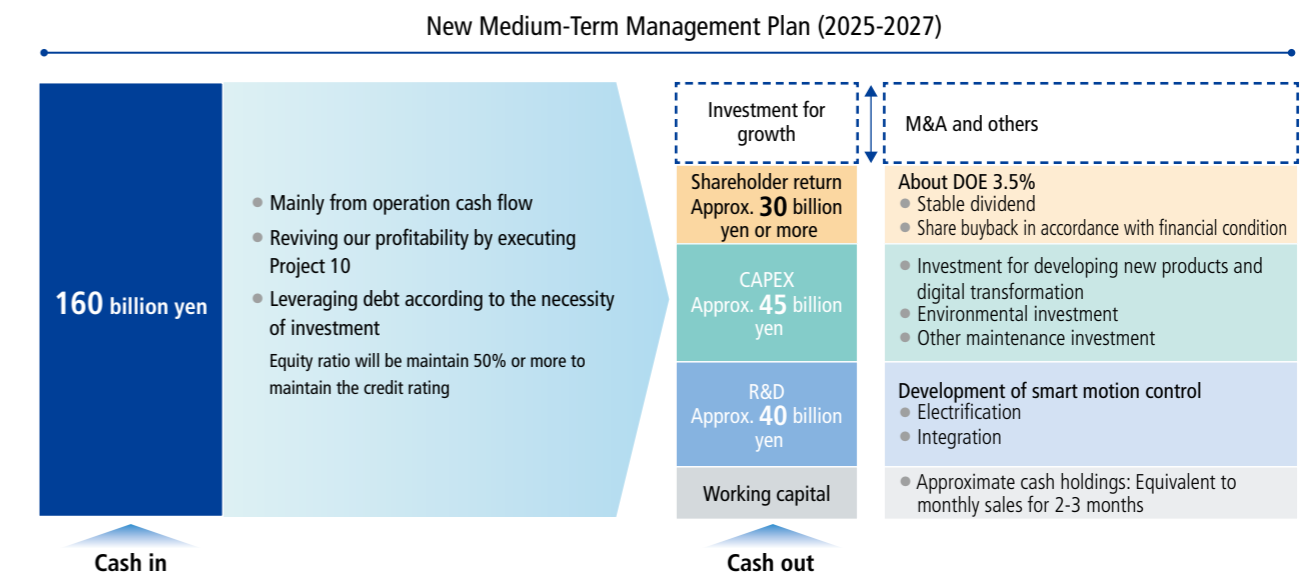 New Medium-Term Management Plan (2025-2027)
160 billion yen
Mainly from operation cash flow
Reviving our profitability by executing
Project 10
Leveraging debt according to the necessity
of investment
Equity ratio will be maintain 50% or more to
maintain the credit rating
Cash in
Investment for
growth
M&A and others
Shareholder return
Approx. 30 billion
yen or more
About DOE 3.5%
Stable dividend
Share buyback in accordance with financial condition
CAPEX
Approx. 45 billion
yen
Investment for developing new products and
digital transformation
Environmental investment
Other maintenance investment
R&D
Approx. 40 billion
yen
Development of smart motion control
Electrification
Integration
Working capital
Approximate cash holdings: Equivalent to
monthly sales for 2-3 months
Cash out